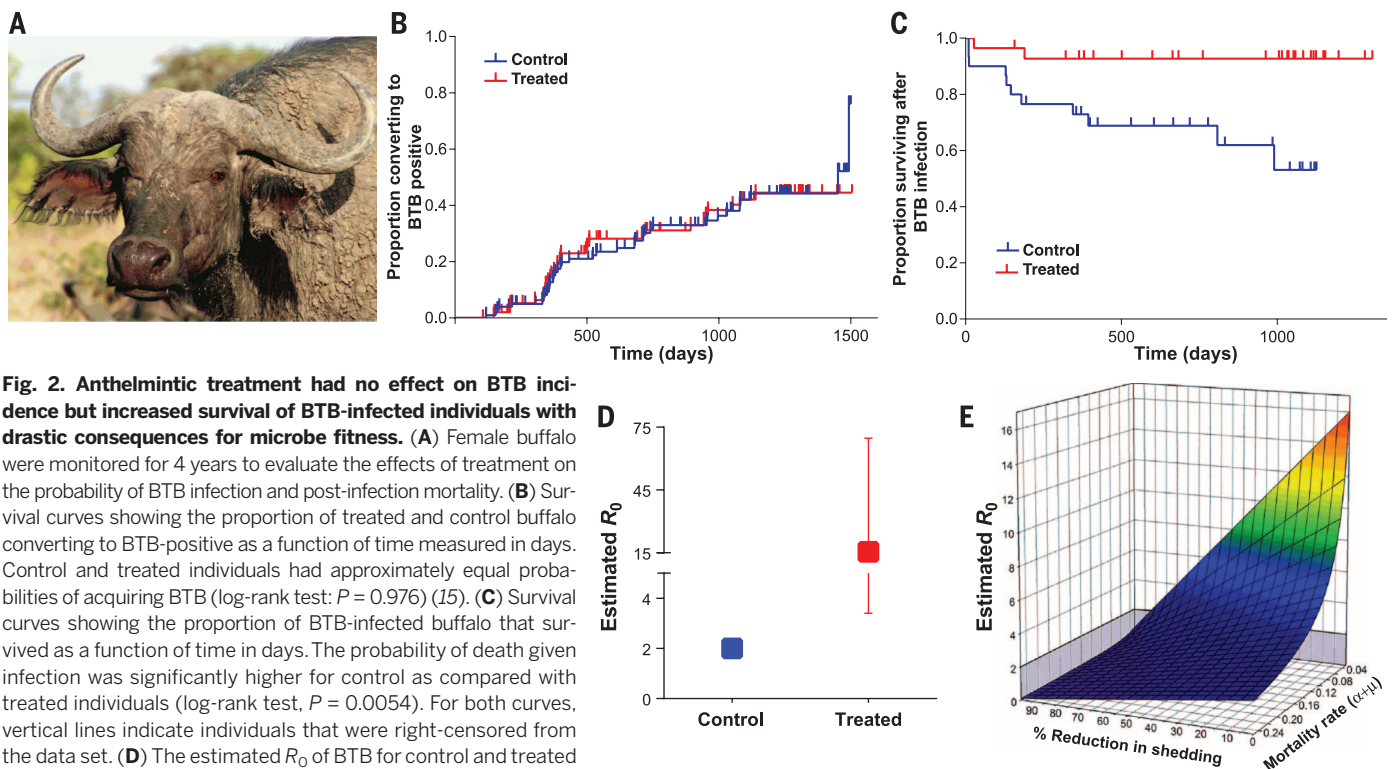 A
B
1.0
0.8
0.6
0.4
0.2
0.0
Proportion converting to
BTB positive
Control
Treated
500
1000
1500
Time (days)
C
1.0
0.8
0.6
0.4
0.2
0.0
Proportion surviving after
BTB infection
Control
Treated
0
500
1000
Time (days)
Fig. 2. Anthelmintic treatment had no effect on BTB inci-
dence but increased survival of BTB-infected individuals with
drastic consequences for microbe fitness. (A) Female buffalo
were monitored for 4 years to evaluate the effects of treatment on
the probability of BTB infection and post-infection mortality. (B) Sur-
vival curves showing the proportion of treated and control buffalo
converting to BTB-positive as a function of time measured in days.
Control and treated individuals had approximately equal proba-
bilities of acquiring BTB (log-rank test: P = 0.976) (15). (C) Survival
curves showing the proportion of BTB-infected buffalo that sur-
vived as a function of time in days. The probability of death given
infection was significantly higher for control as compared with
treated individuals (log-rank test, P = 0.0054). For both curves,
vertical lines indicate individuals that were right-censored from
the data set. (D) The estimated R0 of BTB for control and treated
D
75
45
15
4
2
0
Estimated R0
Control
Treated
E
16
14
12
10
8
6
4
2
0
Estimated R0
90 80 70 60 50 40 30 20 10 0
% Reduction in shedding
0.04
0.08
0.12
0.16
0.20
0.24
Mortality rate (α+μ)